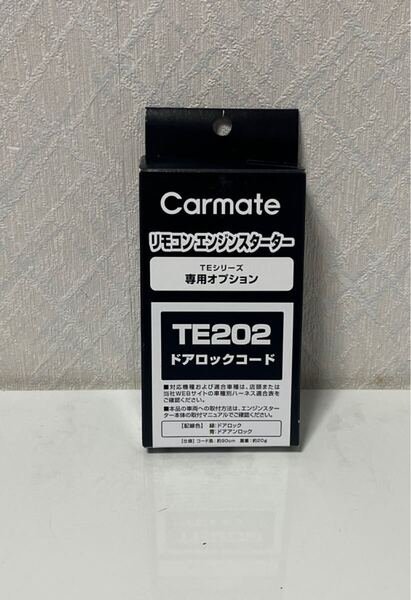 Carmate
リモコン・エンジンスターター
TEシリーズ
専用オプション
TE202
ドアロックコード
■対応機種および適合車種は、店頭または
当社WEBサイトの車種別ハーネス適合表を
ご確認ください。
■本品の車両への取付方法は、エンジンスター
ター本体の取付マニュアルでご確認ください。
【配線色】 緑:ドアロック
青:ドアアンロック
【仕様】コード長:約90cm 重量:約20g